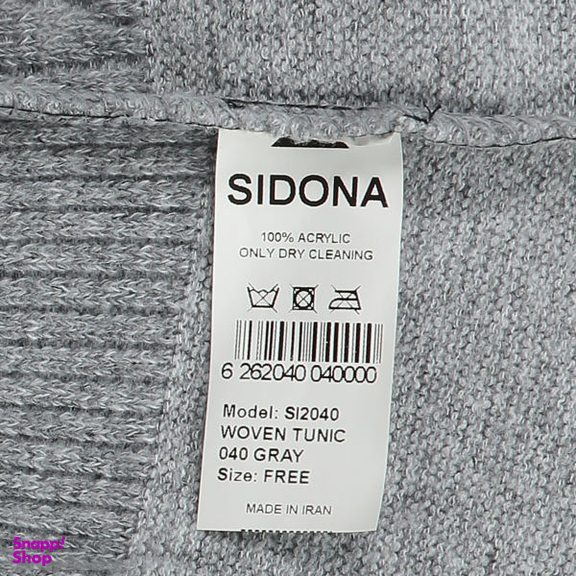 SIDONA
100% ACRYLIC
ONLY DRY CLEANING
6 262040 040000
Model: SI2040
WOVEN TUNIC
040 GRAY
Size: FREE
MADE IN IRAN
Snapp!
Shop